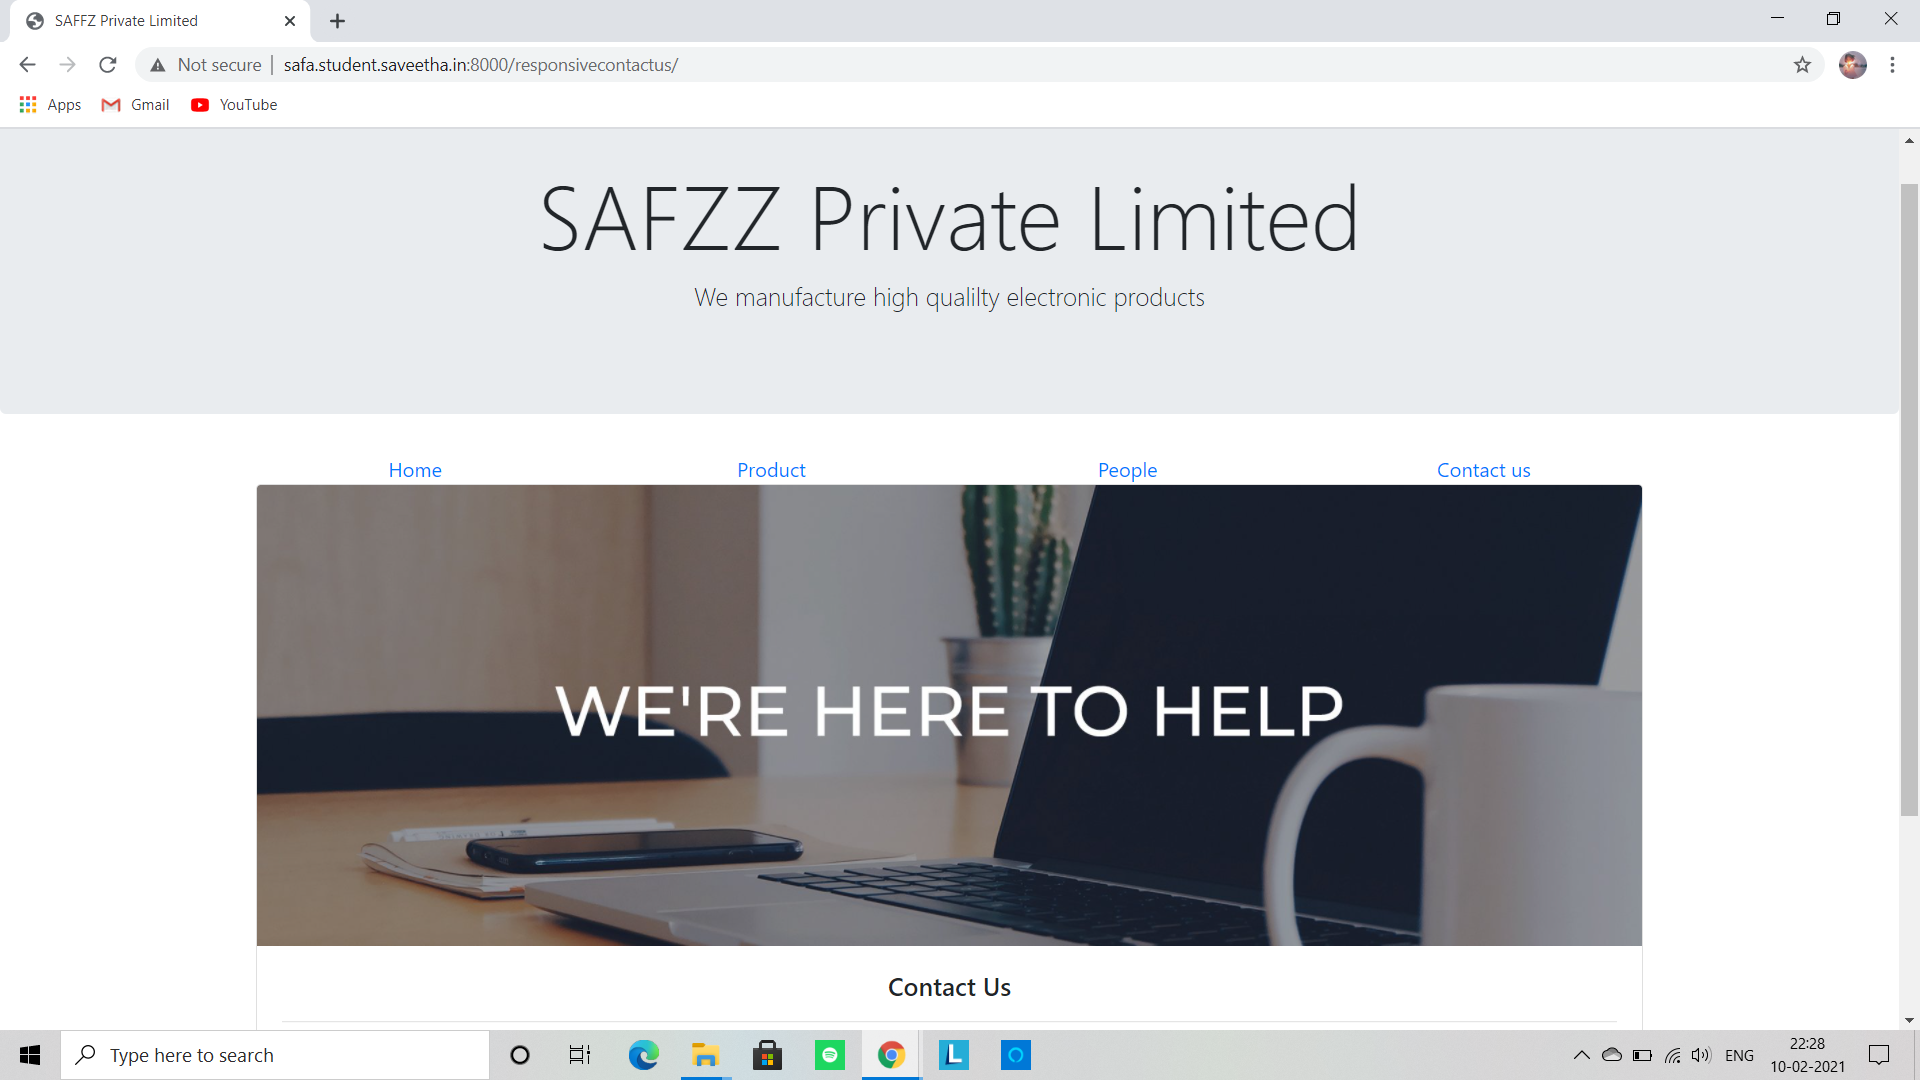 SAFFZ Private Limited
Not secure | safa.student.saveetha.in:8000/responsivecontactus/
Apps Gmail YouTube
SAFZZ Private Limited
We manufacture high qualilty electronic products
Home Product People Contact us
WE'RE HERE TO HELP
Contact Us
Type here to search
L
ENG
22:28
10-02-2021